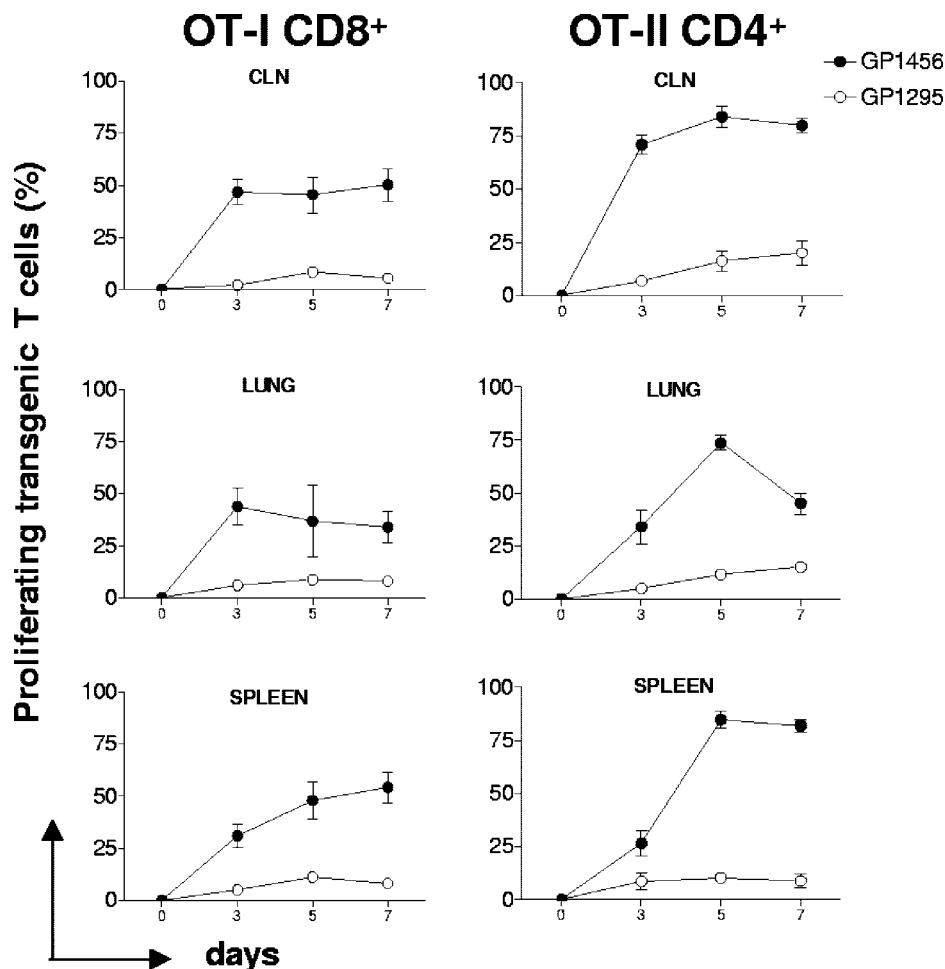 OT-I CD8+
OT-II CD4+
GP1456
GP1295
Proliferating transgenic T cells (%)
CLN
100
75
50
25
0
0 3 5 7
CLN
100
75
50
25
0
0 3 5 7
LUNG
100
75
50
25
0
0 3 5 7
LUNG
100
75
50
25
0
0 3 5 7
SPLEEN
100
75
50
25
0
0 3 5 7
SPLEEN
100
75
50
25
0
0 3 5 7
days